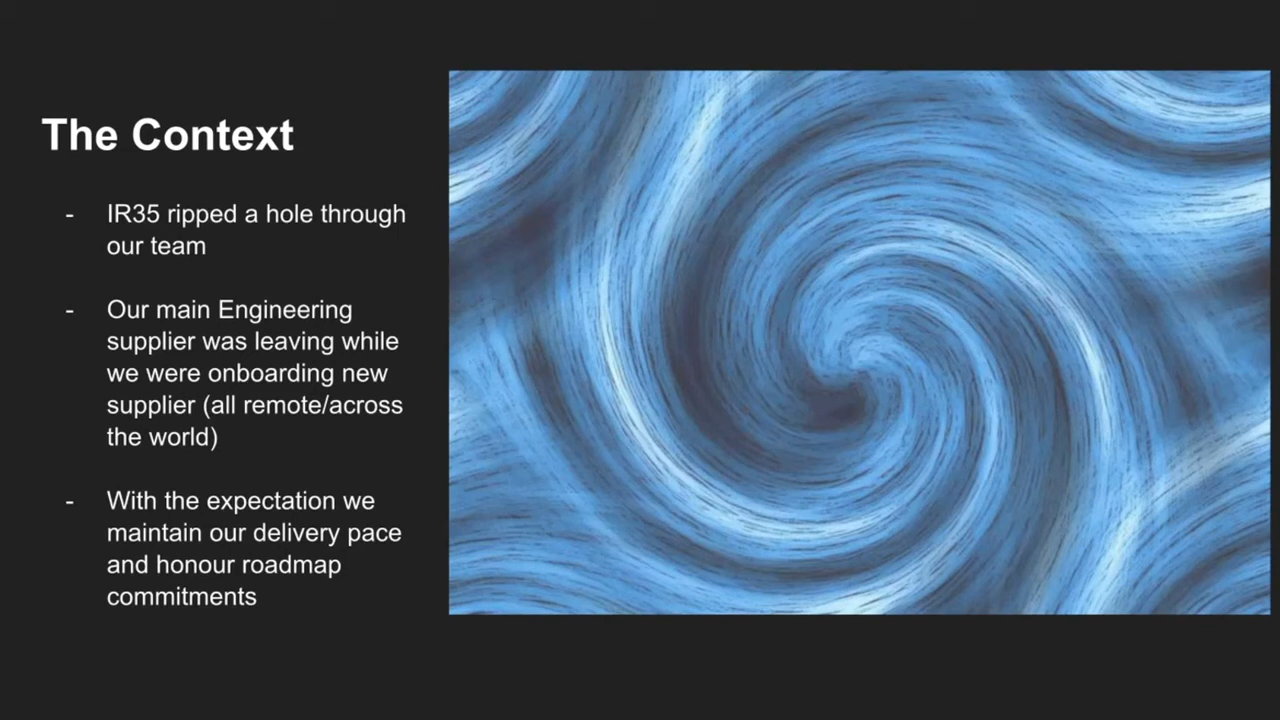 The Context
- IR35 ripped a hole through
our team
- Our main Engineering
supplier was leaving while
we were onboarding new
supplier (all remote/across
the world)
- With the expectation we
maintain our delivery pace
and honour roadmap
commitments